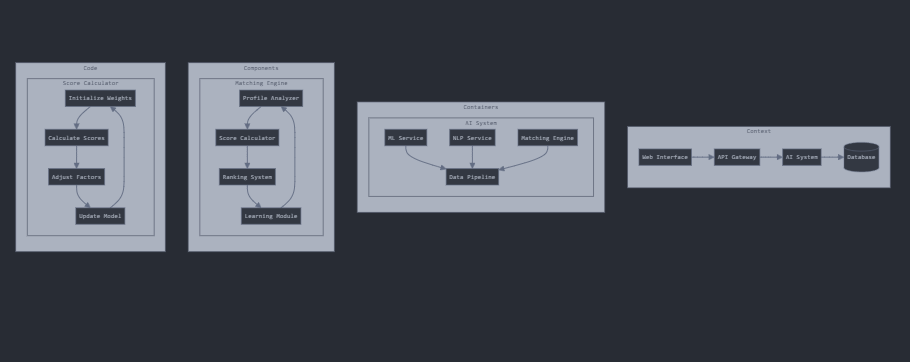 Code
Score Calculator
Initialize Weights
Calculate Scores
Adjust Factors
Update Model
Components
Matching Engine
Profile Analyzer
Score Calculator
Ranking System
Learning Module
Containers
AI System
ML Service
NLP Service
Matching Engine
Data Pipeline
Context
Web Interface
API Gateway
AI System
Database